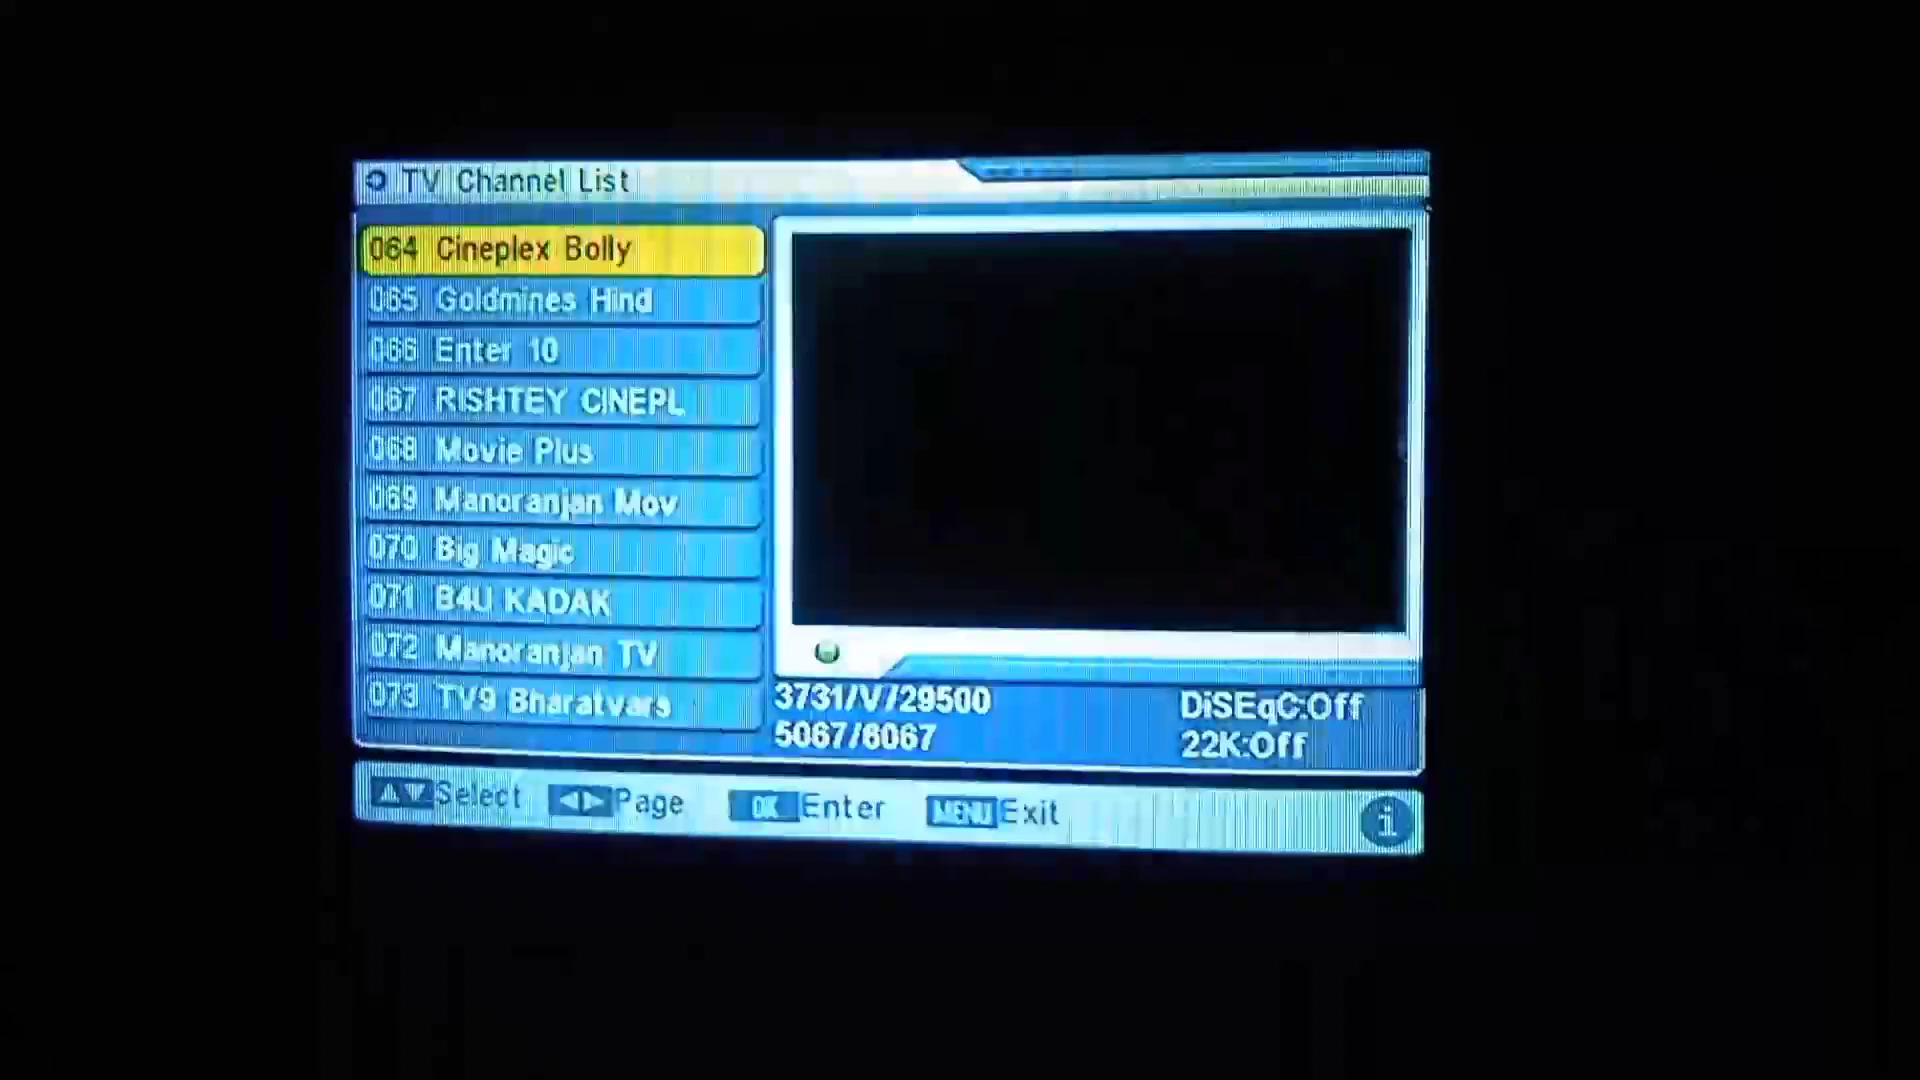 TV Channel List
064 Cineplex Bolly
065 Goldmines Hind
066 Enter 10
067 RISHTEY CINEPL
068 Movie Plus
069 Manoranjan Mov
070 Big Magic
071 B4U KADAK
072 Manoranjan TV
073 TV9 Bharatvars
3731/V/29500
DiSEqC:Off
5067/6067
22K:Off
Select Page OK Enter MENU Exit
i